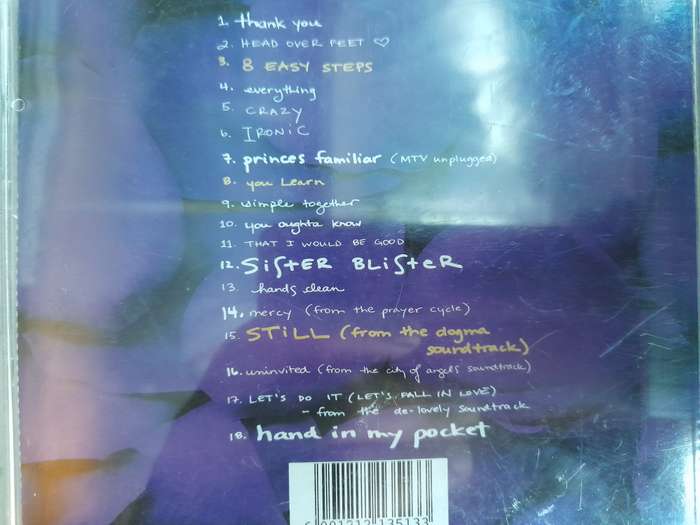 1. thank you
2. HEAD OVER FEET ♡
3. 8 EASY STEPS
4. everything
5. CRAZY
6. IRONiC
7. princes familiar (MTV unplugged)
8. you Learn
9. simple together
10. you oughta know
11. THAT I WOULD BE GOOD
12. SiSTER BLiSteR
13. hands clean
14. mercy (from the prayer cycle)
15. STiLL (from the dogma
soundtrack)
16. uninvited (from the city of angels soundtrack)
17. LET'S DO IT (LET'S FALL IN LOVE)
- from the de-lovely soundtrack
18. hand in my pocket
6 001212 135133